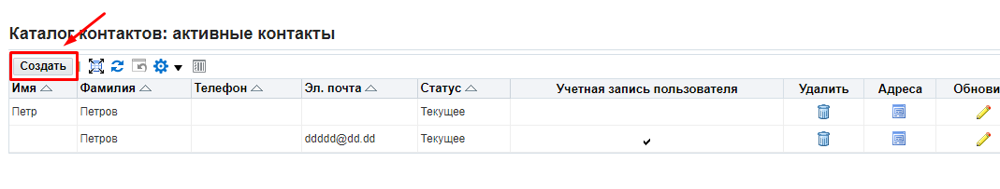 Каталог контактов: активные контакты
Создать
Имя Фамилия Телефон Эл. почта Статус Учетная запись пользователя Удалить Адреса Обнови
Петр Петров Текущее
Петров ddddd@dd.dd Текущее